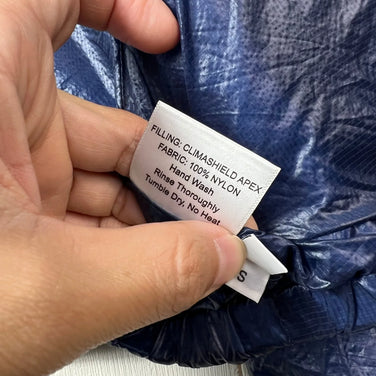 FILLING: CLIMASHIELD APEX
FABRIC: 100% NYLON
Hand Wash
Rinse Thoroughly
Tumble Dry, No Heat
S